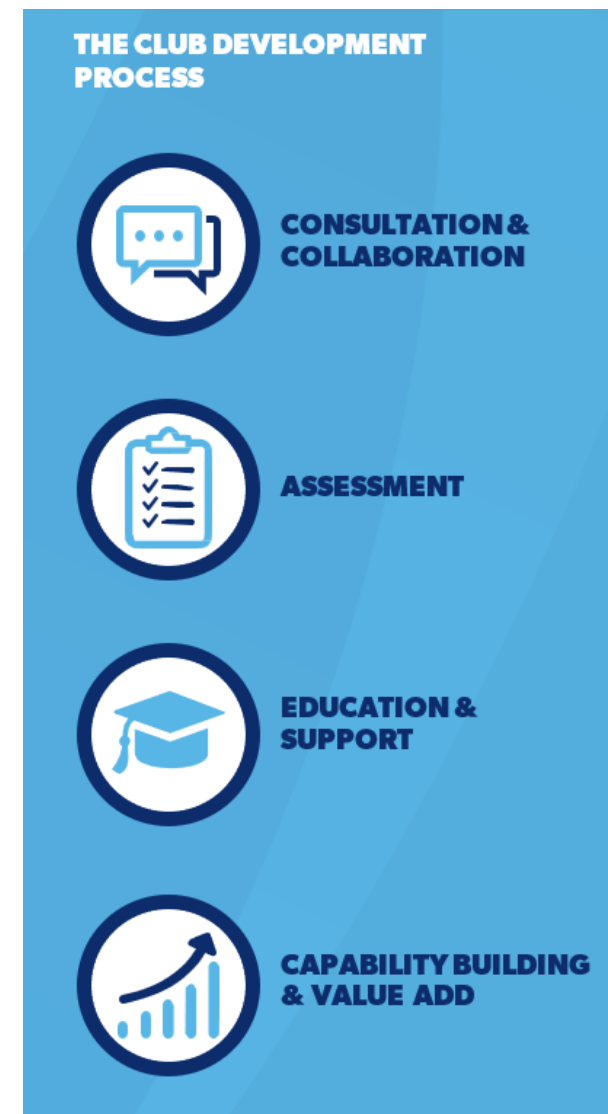 THE CLUB DEVELOPMENT
PROCESS
CONSULTATION &
COLLABORATION
ASSESSMENT
EDUCATION &
SUPPORT
CAPABILITY BUILDING
& VALUE ADD